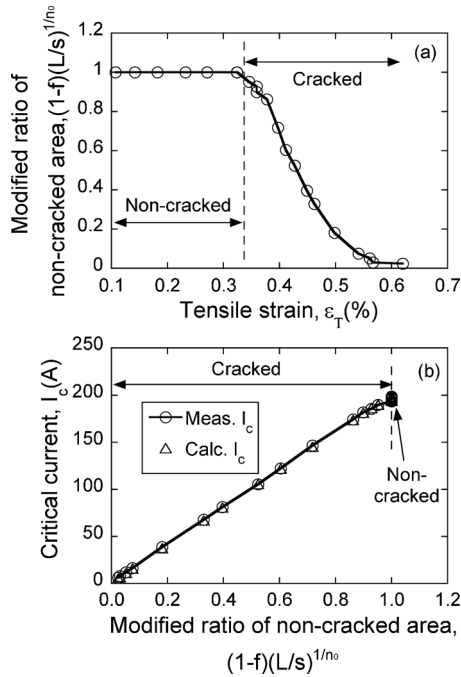 Modified ratio of
non-cracked area,(1-f)(L/s)^{1/n₀}
1.2
1
0.8
0.6
0.4
0.2
0
(a)
Cracked
Non-cracked
0.1 0.2 0.3 0.4 0.5 0.6 0.7
Tensile strain, ε_T(%)
Critical current, I_c(A)
250
200
150
100
50
0
(b)
Cracked
Meas. I_c
Calc. I_c
Non-
cracked
0.0 0.2 0.4 0.6 0.8 1.0 1.2
Modified ratio of non-cracked area,
(1-f)(L/s)^{1/n₀}